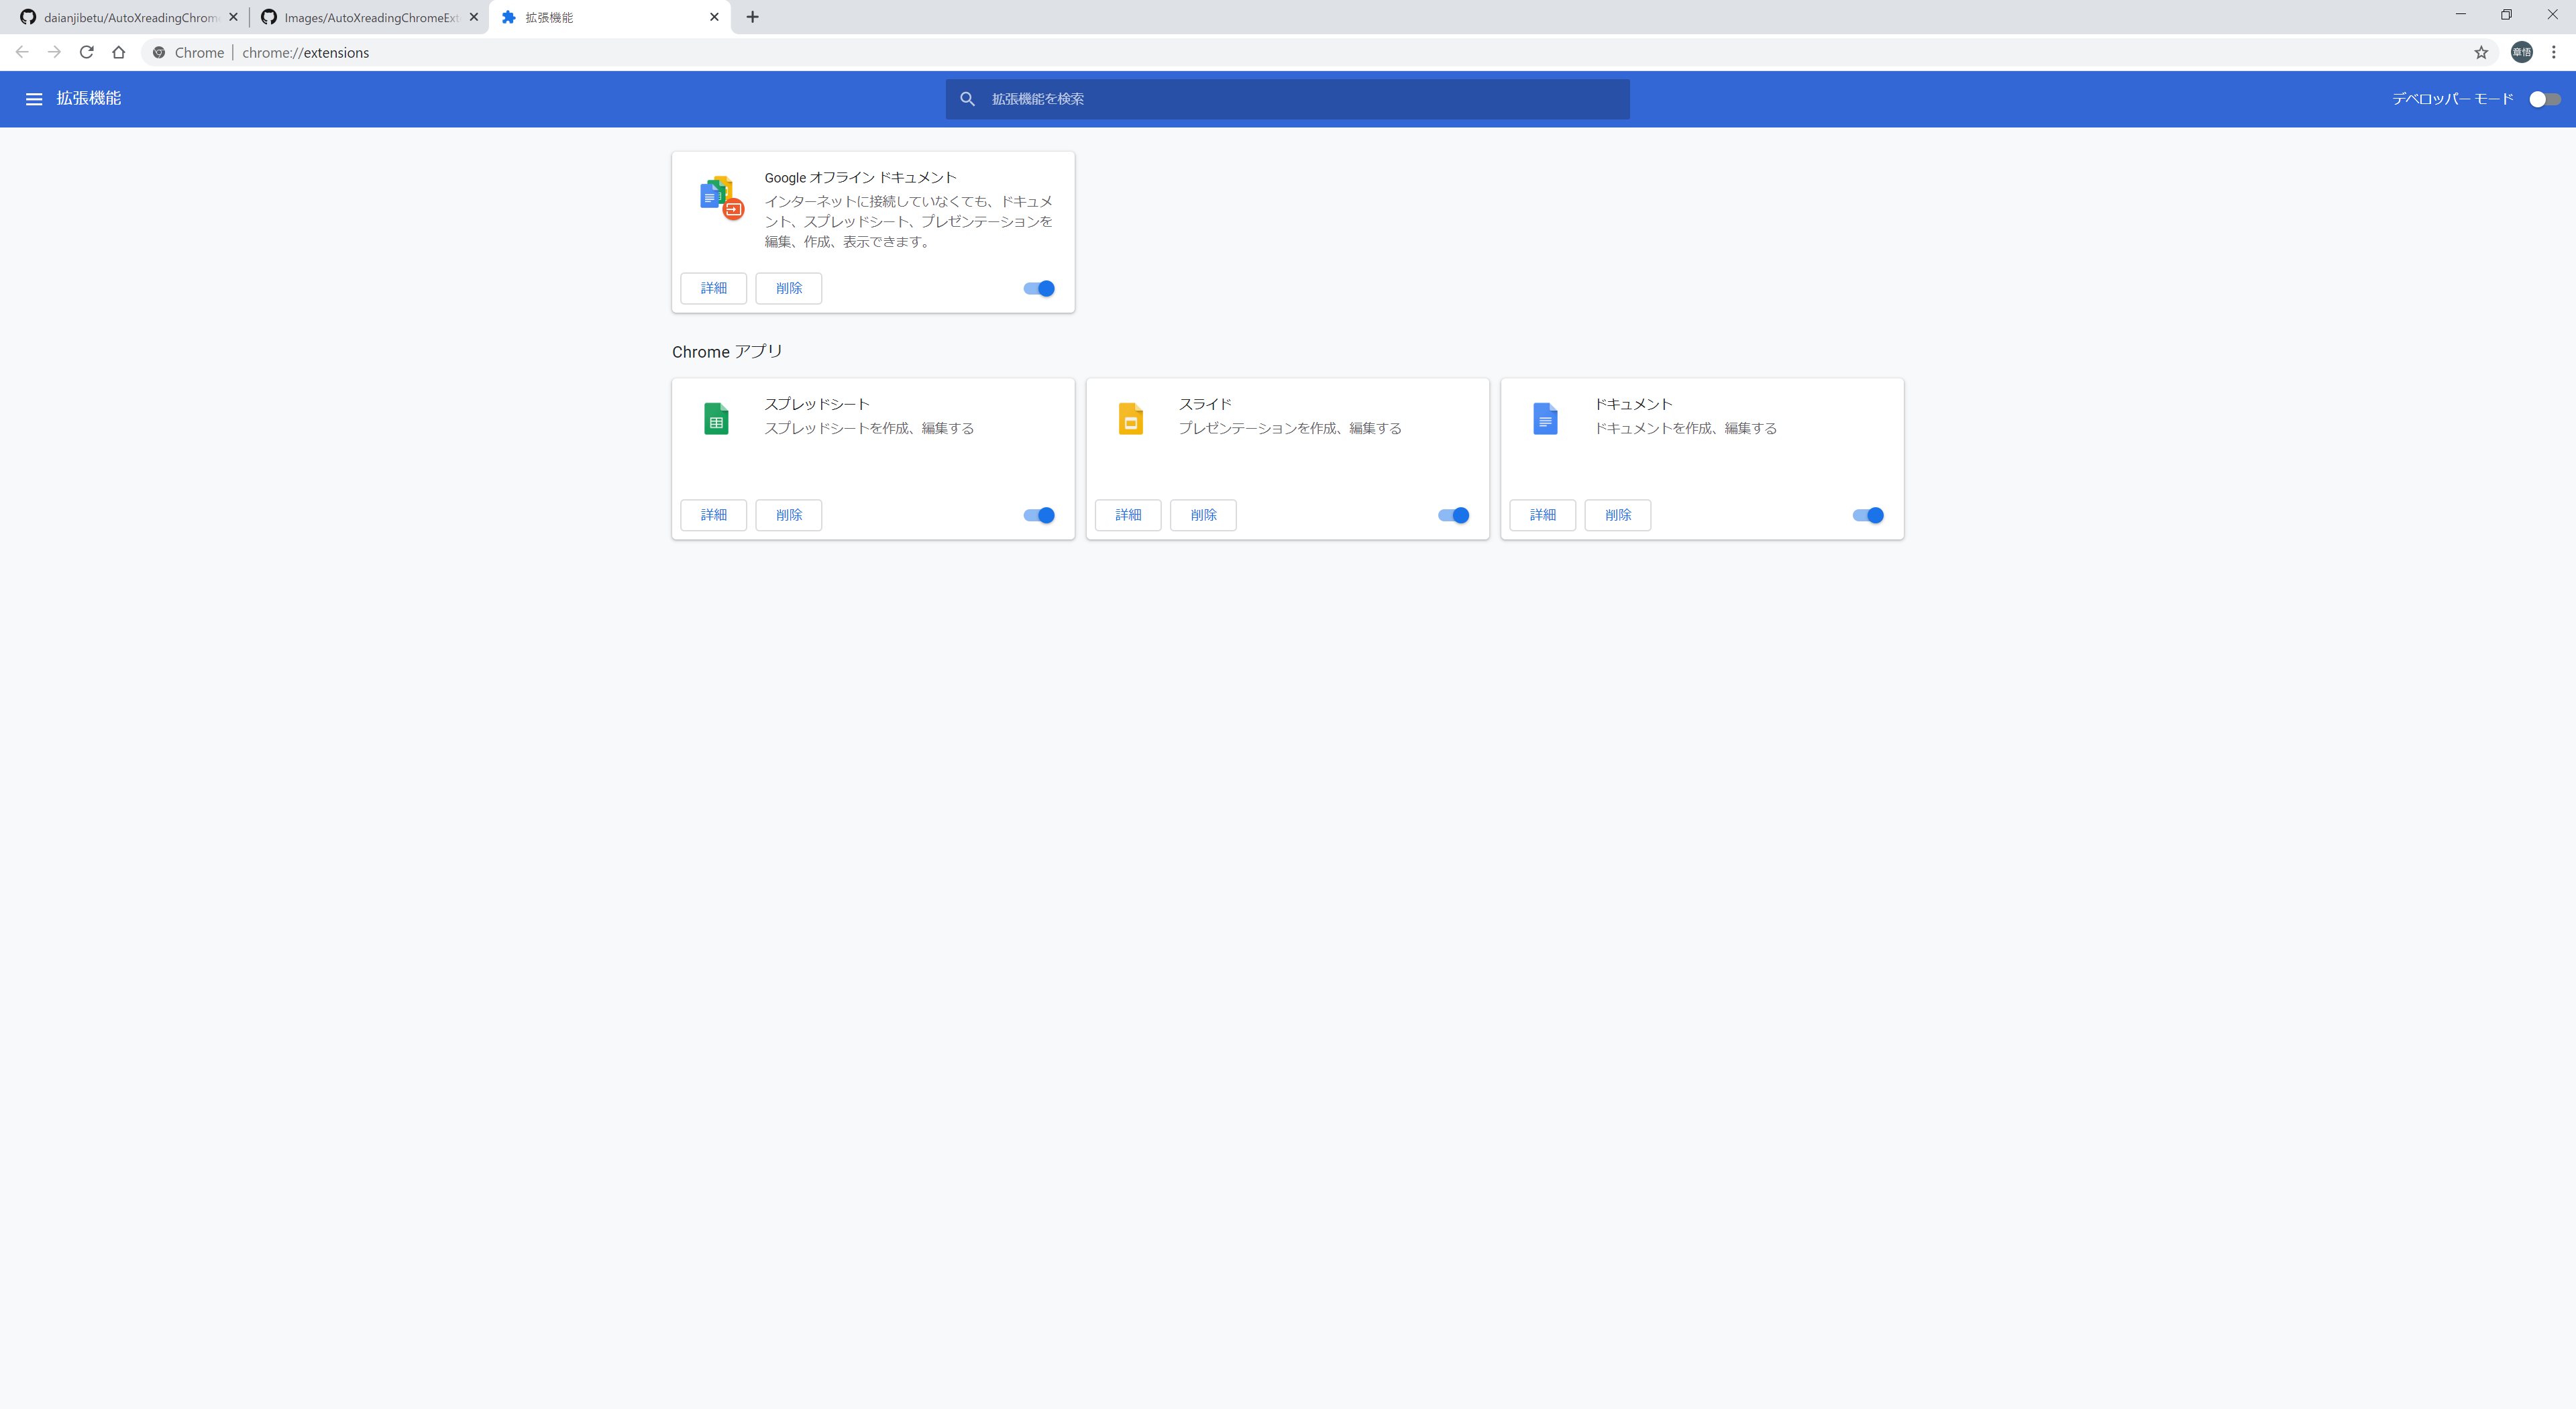 daianjibetu/AutoXreadingChrom
Images/AutoXreadingChromeExt
拡張機能
Chrome
chrome://extensions
章悟
拡張機能
拡張機能を検索
デベロッパー モード
Google オフライン ドキュメント
インターネットに接続していなくても、ドキュメ
ント、スプレッドシート、プレゼンテーションを
編集、作成、表示できます。
詳細
削除
Chrome アプリ
スプレッドシート
スプレッドシートを作成、編集する
詳細
削除
スライド
プレゼンテーションを作成、編集する
詳細
削除
ドキュメント
ドキュメントを作成、編集する
詳細
削除